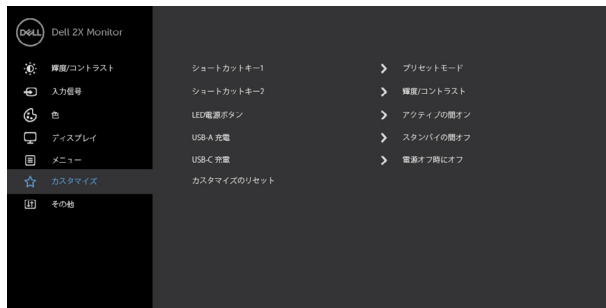 DELL Dell 2X Monitor
輝度/コントラスト ショートカットキー1 プリセットモード
入力信号 ショートカットキー2 輝度/コントラスト
色 LED電源ボタン アクティブの間オン
ディスプレイ USB-A 充電 スタンバイの間オフ
メニュー USB-C 充電 電源オフ時にオフ
カスタマイズ カスタマイズのリセット
その他